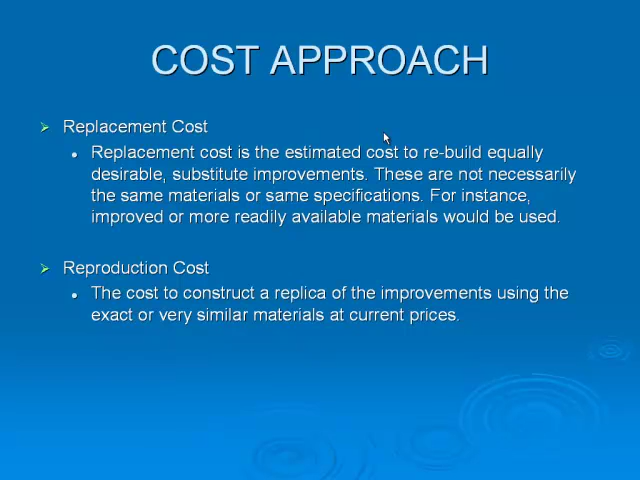 COST APPROACH
Replacement Cost
Replacement cost is the estimated cost to re-build equally
desirable, substitute improvements. These are not necessarily
the same materials or same specifications. For instance,
improved or more readily available materials would be used.
Reproduction Cost
The cost to construct a replica of the improvements using the
exact or very similar materials at current prices.